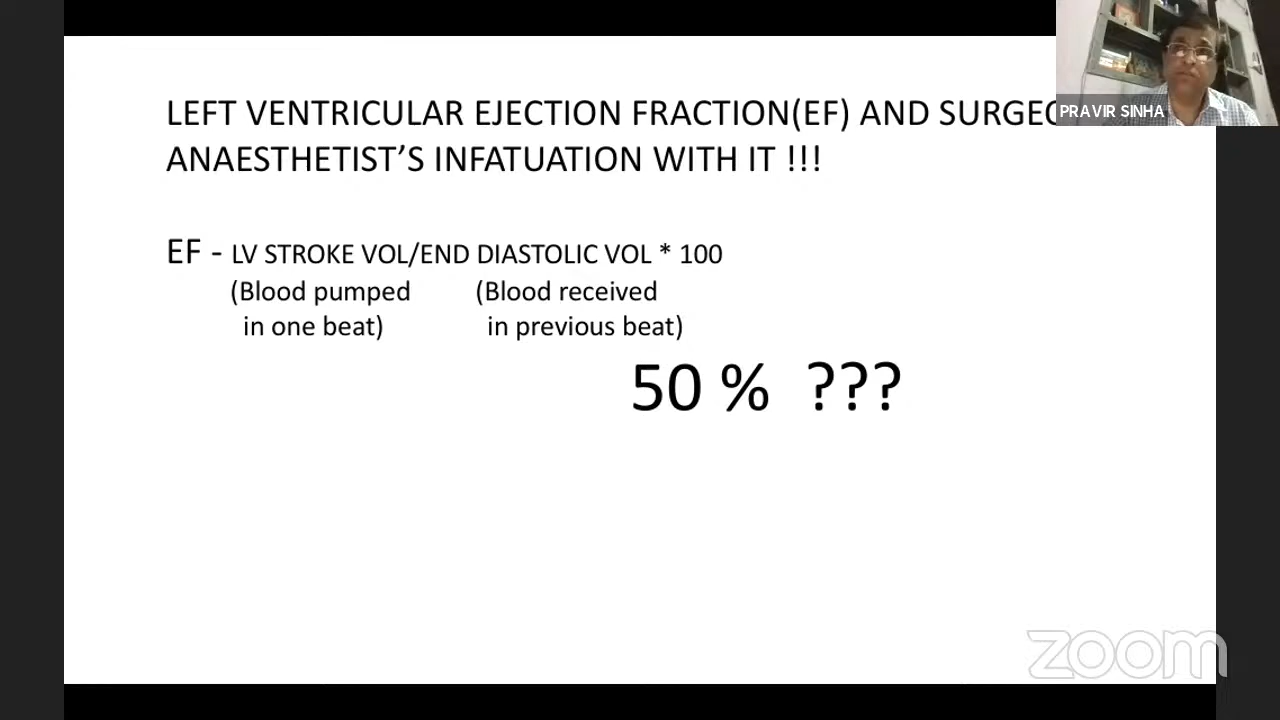 LEFT VENTRICULAR EJECTION FRACTION(EF) AND
ANAESTHETIST’S INFATUATION WITH IT !!!
EF - LV STROKE VOL/END DIASTOLIC VOL * 100
(Blood pumped (Blood received
in one beat) in previous beat)
50 % ???
PRAVIR SINHA
zoom